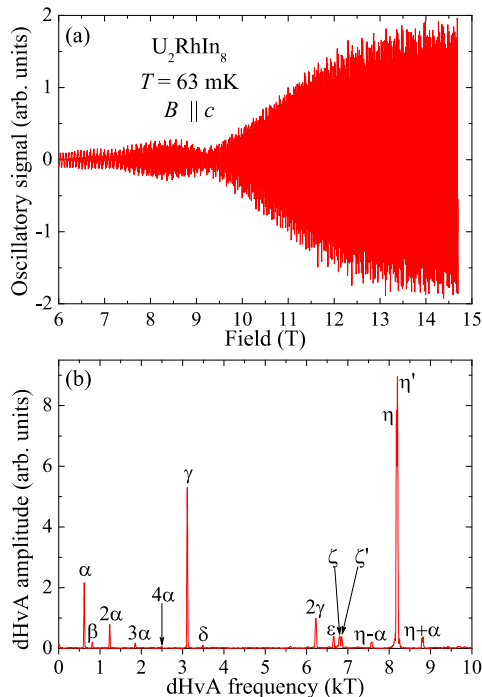 (a)
U₂RhIn₈
T = 63 mK
B || c
Oscillatory signal (arb. units)
2
1
0
-1
-2
6 7 8 9 10 11 12 13 14 15
Field (T)
(b)
η'
η
γ
α
β
2α
3α
4α
δ
2γ
ε
ζ
ζ'
η-α
η+α
dHvA amplitude (arb. units)
8
6
4
2
0
0 1 2 3 4 5 6 7 8 9 10
dHvA frequency (kT)